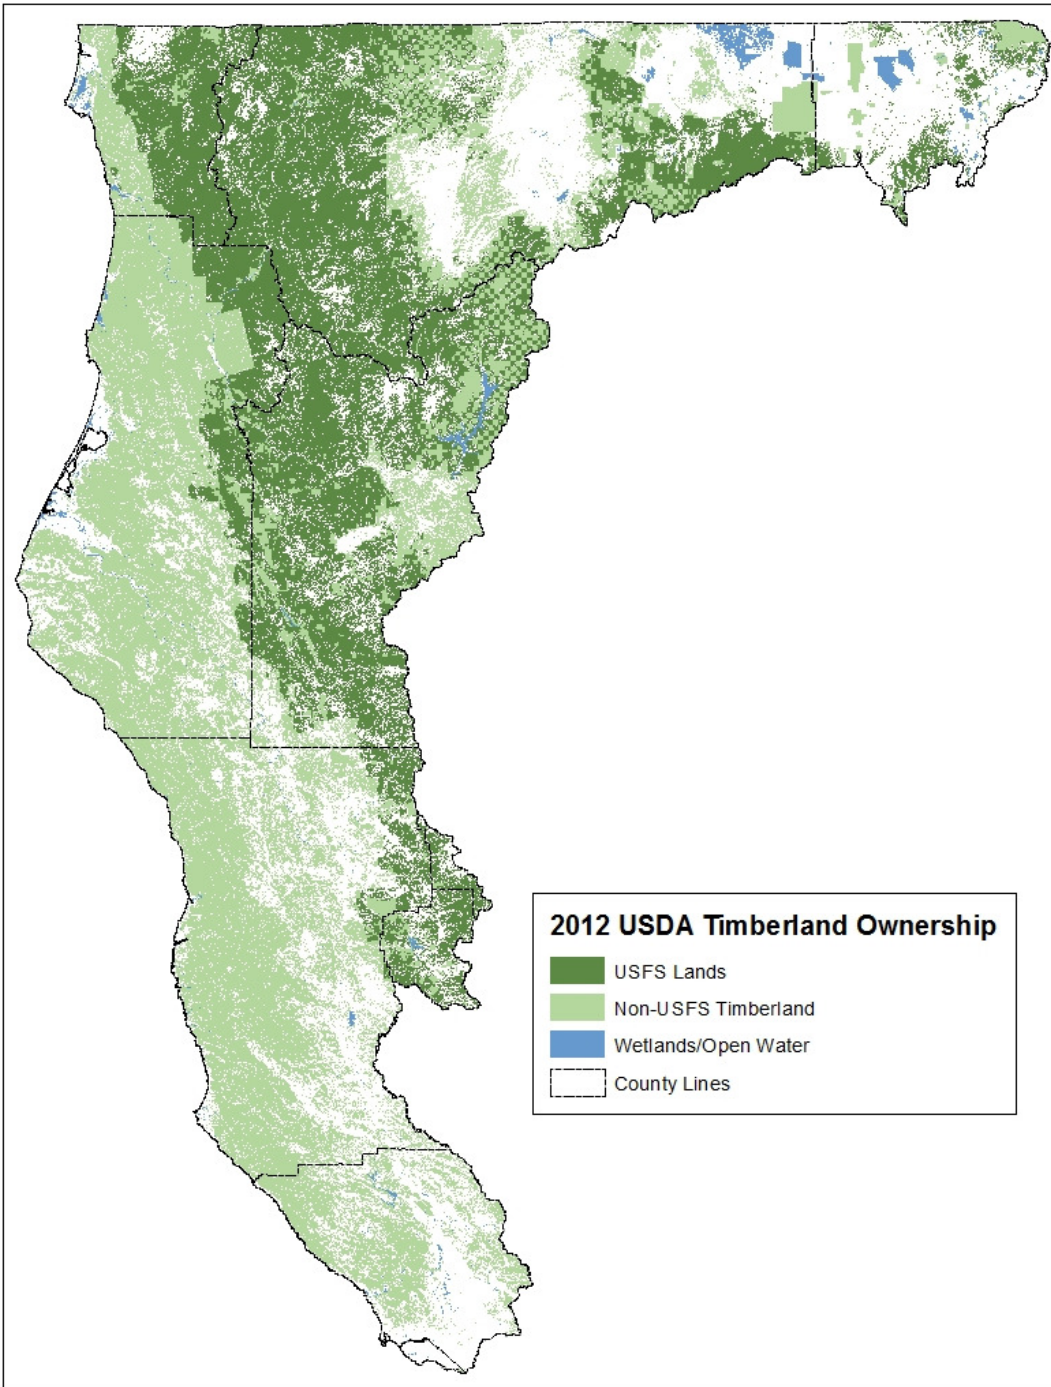 2012 USDA Timberland Ownership
USFS Lands
Non-USFS Timberland
Wetlands/Open Water
County Lines